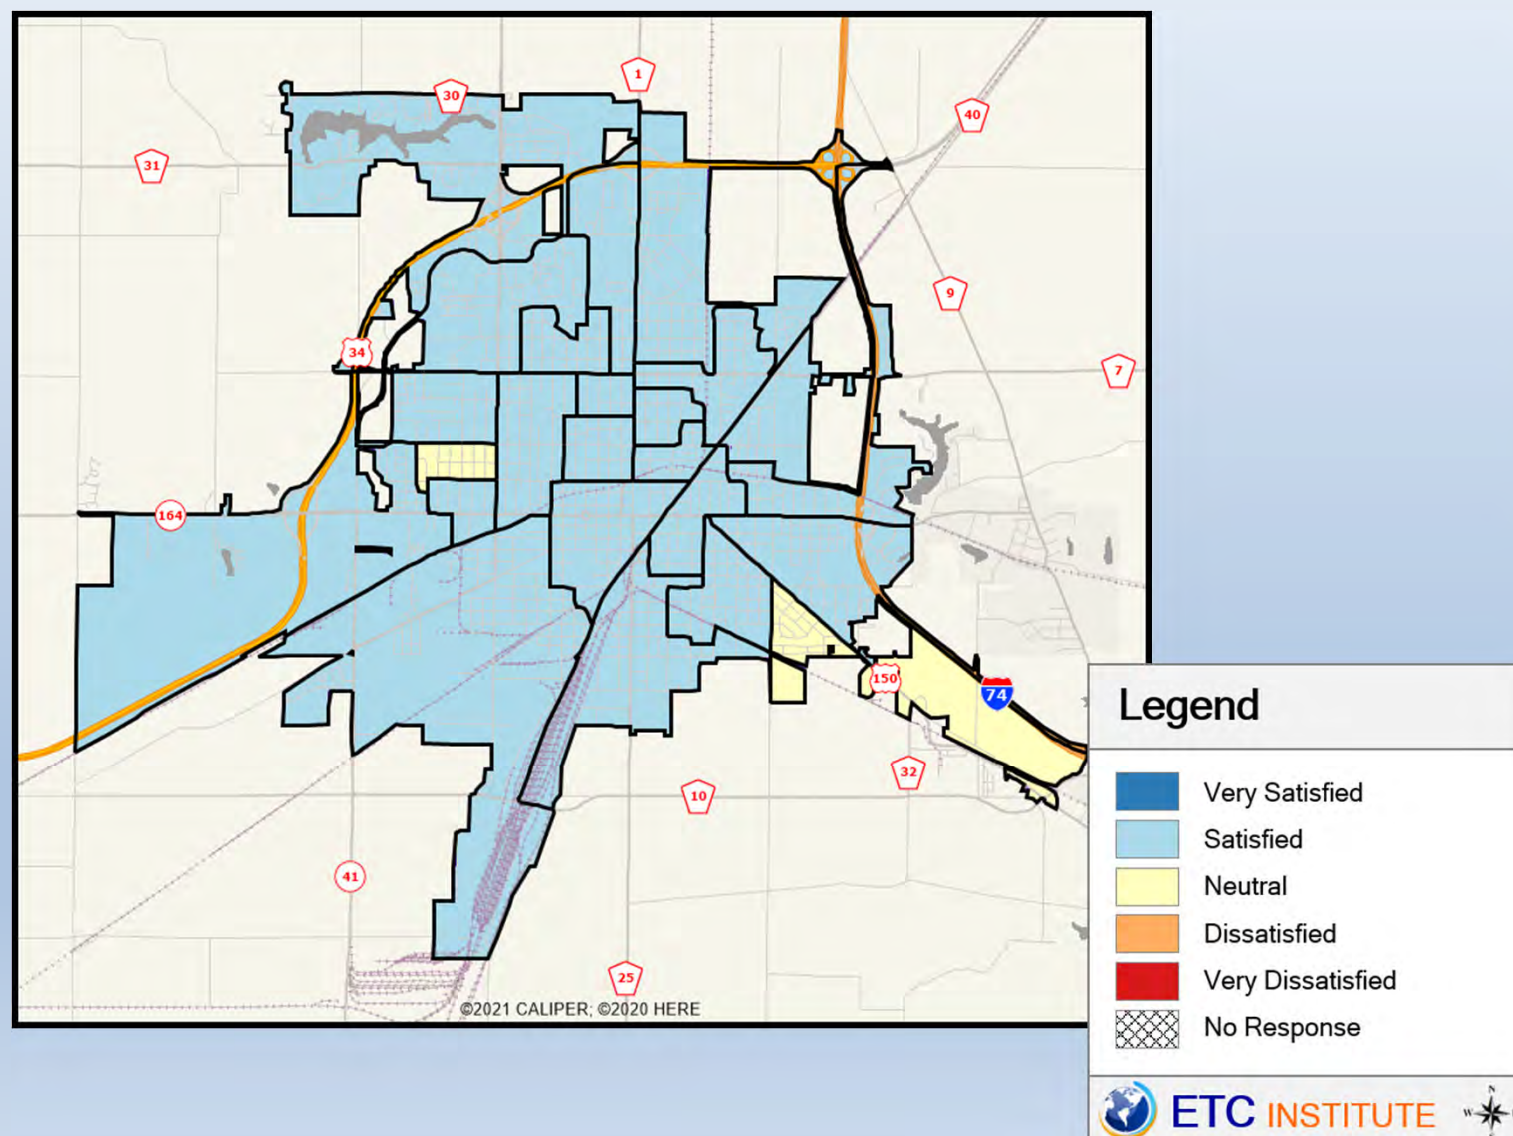 1
30
40
31
9
34
7
164
150
74
32
10
41
25
©2021 CALIPER; ©2020 HERE
Legend
Very Satisfied
Satisfied
Neutral
Dissatisfied
Very Dissatisfied
No Response
N
W
ETC INSTITUTE